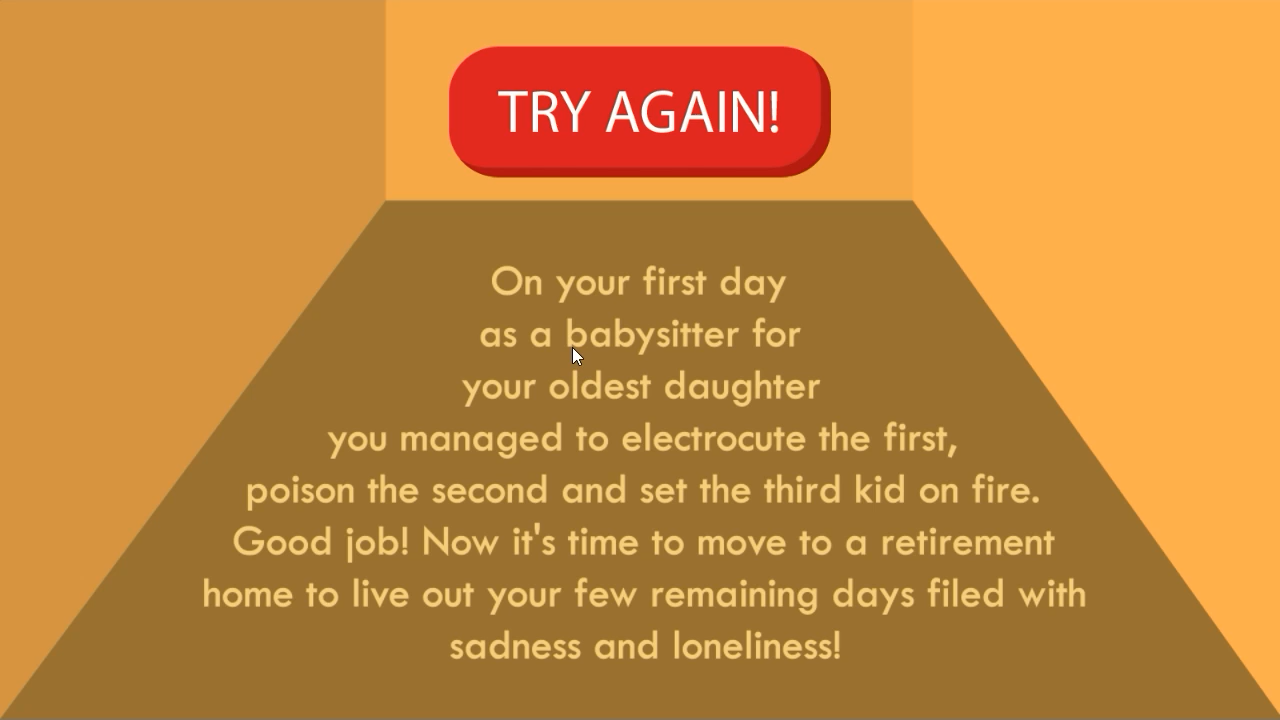 TRY AGAIN!
On your first day
as a babysitter for
your oldest daughter
you managed to electrocute the first,
poison the second and set the third kid on fire.
Good job! Now it's time to move to a retirement
home to live out your few remaining days filed with
sadness and loneliness!